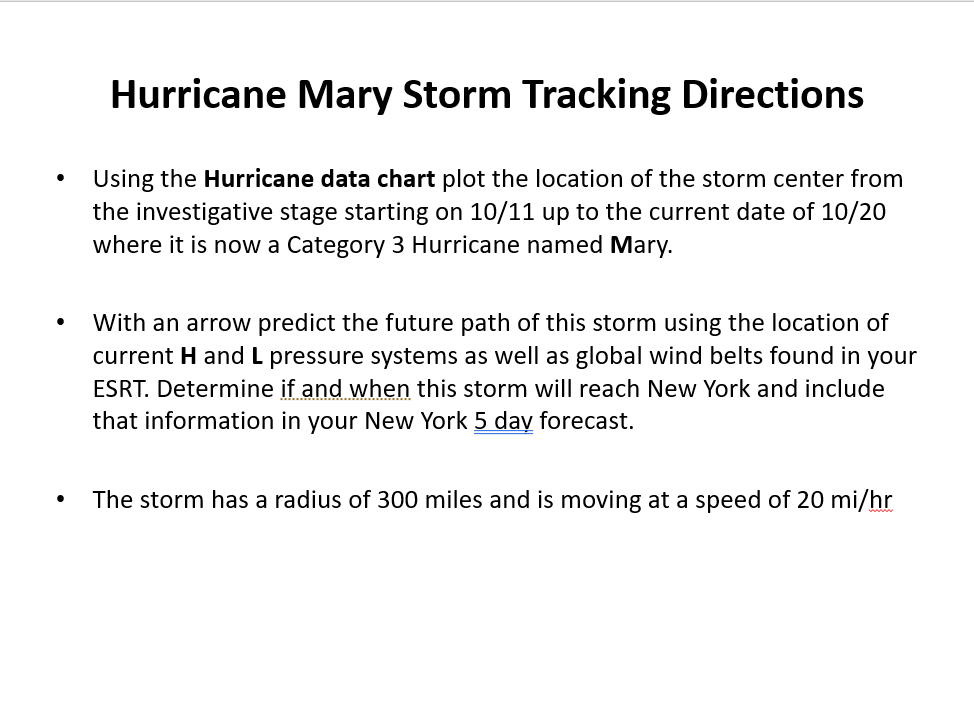 Hurricane Mary Storm Tracking Directions
• Using the Hurricane data chart plot the location of the storm center from
the investigative stage starting on 10/11 up to the current date of 10/20
where it is now a Category 3 Hurricane named Mary.
• With an arrow predict the future path of this storm using the location of
current H and L pressure systems as well as global wind belts found in your
ESRT. Determine if and when this storm will reach New York and include
that information in your New York 5 day forecast.
• The storm has a radius of 300 miles and is moving at a speed of 20 mi/hr